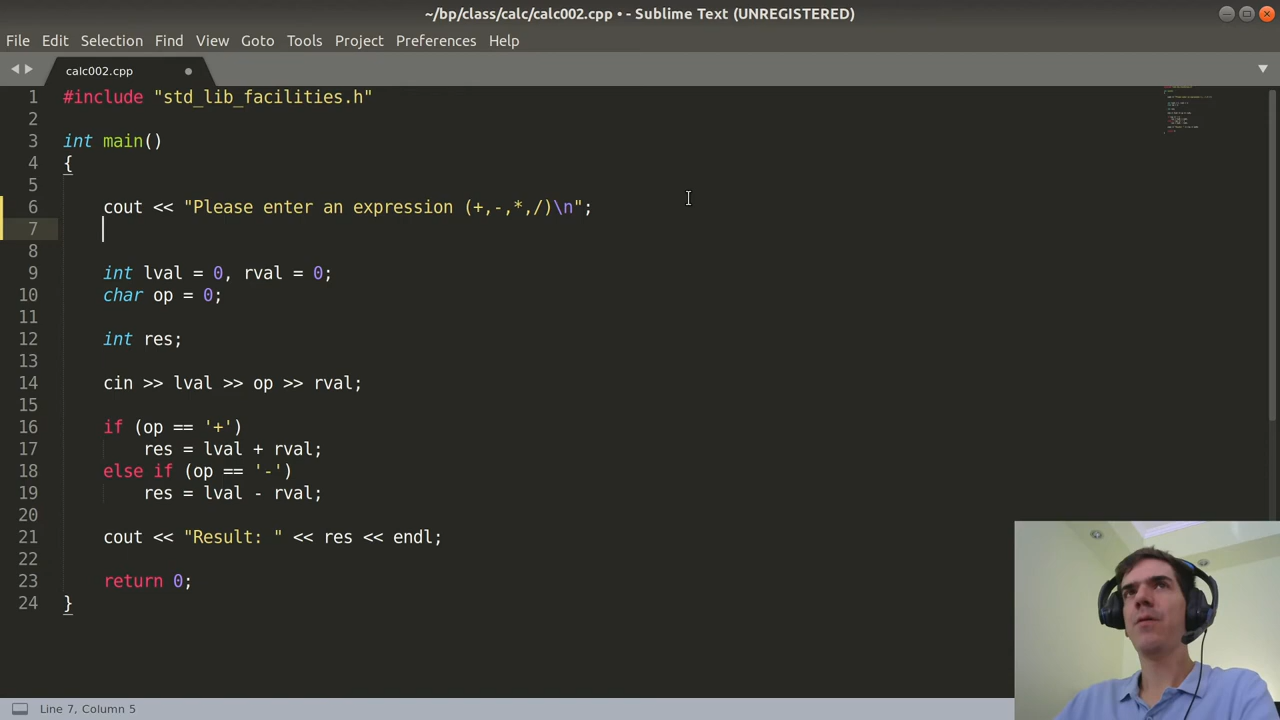 ~/bp/class/calc/calc002.cpp • - Sublime Text (UNREGISTERED)
File Edit Selection Find View Goto Tools Project Preferences Help
calc002.cpp
1 #include "std_lib_facilities.h"
2
3 int main()
4 {
5
6 cout << "Please enter an expression (+,-,*,/)\n";
7
8
9 int lval = 0, rval = 0;
10 char op = 0;
11
12 int res;
13
14 cin >> lval >> op >> rval;
15
16 if (op == '+')
17 res = lval + rval;
18 else if (op == '-')
19 res = lval - rval;
20
21 cout << "Result: " << res << endl;
22
23 return 0;
24 }
Line 7, Column 5